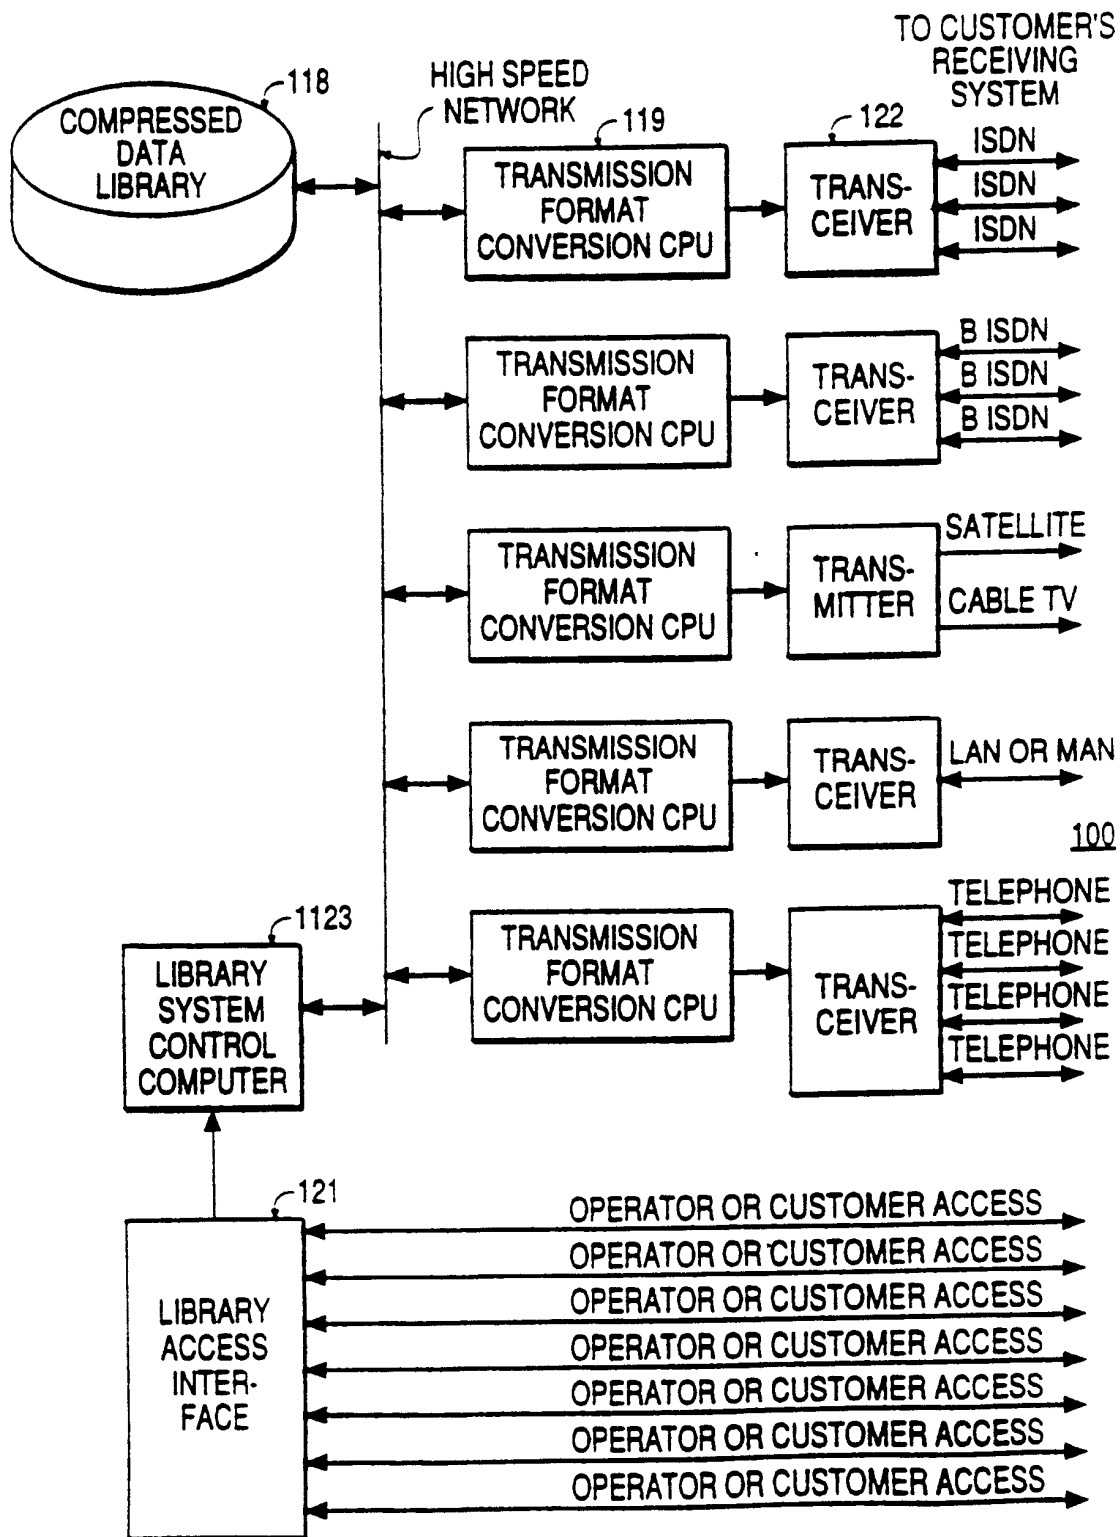 TO CUSTOMER'S
RECEIVING
SYSTEM
118
COMPRESSED
DATA
LIBRARY
HIGH SPEED
NETWORK
119
TRANSMISSION
FORMAT
CONVERSION CPU
122
TRANS-
CEIVER
ISDN
ISDN
ISDN
TRANSMISSION
FORMAT
CONVERSION CPU
TRANS-
CEIVER
B ISDN
B ISDN
B ISDN
TRANSMISSION
FORMAT
CONVERSION CPU
TRANS-
MITTER
SATELLITE
CABLE TV
TRANSMISSION
FORMAT
CONVERSION CPU
TRANS-
CEIVER
LAN OR MAN
100
TRANSMISSION
FORMAT
CONVERSION CPU
TRANS-
CEIVER
TELEPHONE
TELEPHONE
TELEPHONE
TELEPHONE
1123
LIBRARY
SYSTEM
CONTROL
COMPUTER
121
LIBRARY
ACCESS
INTER-
FACE
OPERATOR OR CUSTOMER ACCESS
OPERATOR OR CUSTOMER ACCESS
OPERATOR OR CUSTOMER ACCESS
OPERATOR OR CUSTOMER ACCESS
OPERATOR OR CUSTOMER ACCESS
OPERATOR OR CUSTOMER ACCESS
OPERATOR OR CUSTOMER ACCESS